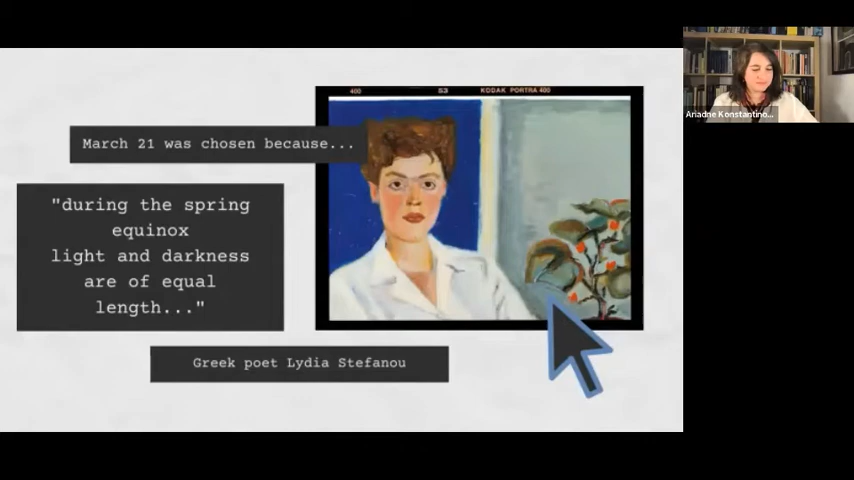 400 53 KODAK PORTRA 400
March 21 was chosen because...
"during the spring
equinox
light and darkness
are of equal
length..."
Greek poet Lydia Stefanou
Ariadne Konstantino...